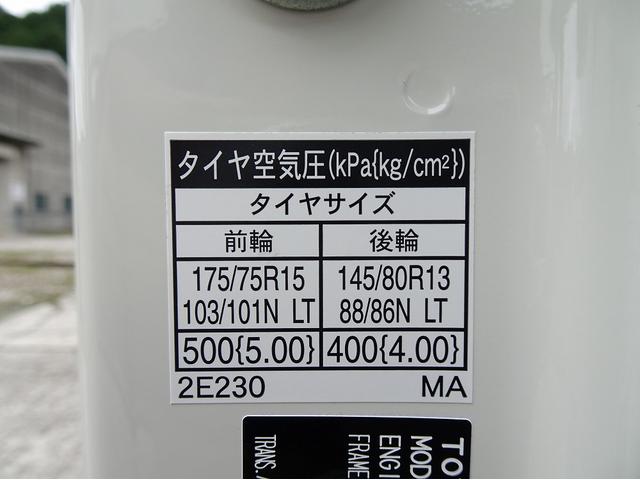 タイヤ空気圧(kPa{kg/cm²})
タイヤサイズ
前輪 後輪
175/75R15 145/80R13
103/101N LT 88/86N LT
500{5.00} 400{4.00}
2E230 MA
MOD
ENGI
FRAME
TRANS.